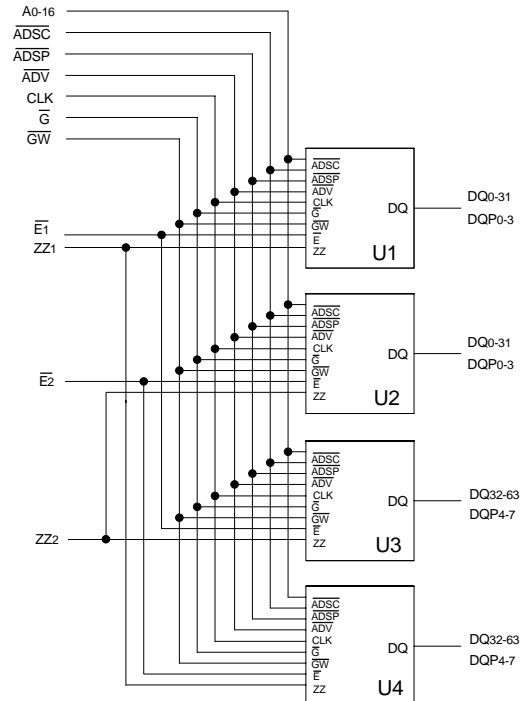 A0-16
ADSC
ADSP
ADV
CLK
G
GW
E1
ZZ1
ADSC
ADSP
ADV
CLK
G
GW
E
ZZ
DQ
U1
DQ0-31
DQP0-3
E2
ADSC
ADSP
ADV
CLK
G
GW
E
ZZ
DQ
U2
DQ0-31
DQP0-3
ZZ2
ADSC
ADSP
ADV
CLK
G
GW
E
ZZ
DQ
U3
DQ32-63
DQP4-7
ADSC
ADSP
ADV
CLK
G
GW
E
ZZ
DQ
U4
DQ32-63
DQP4-7